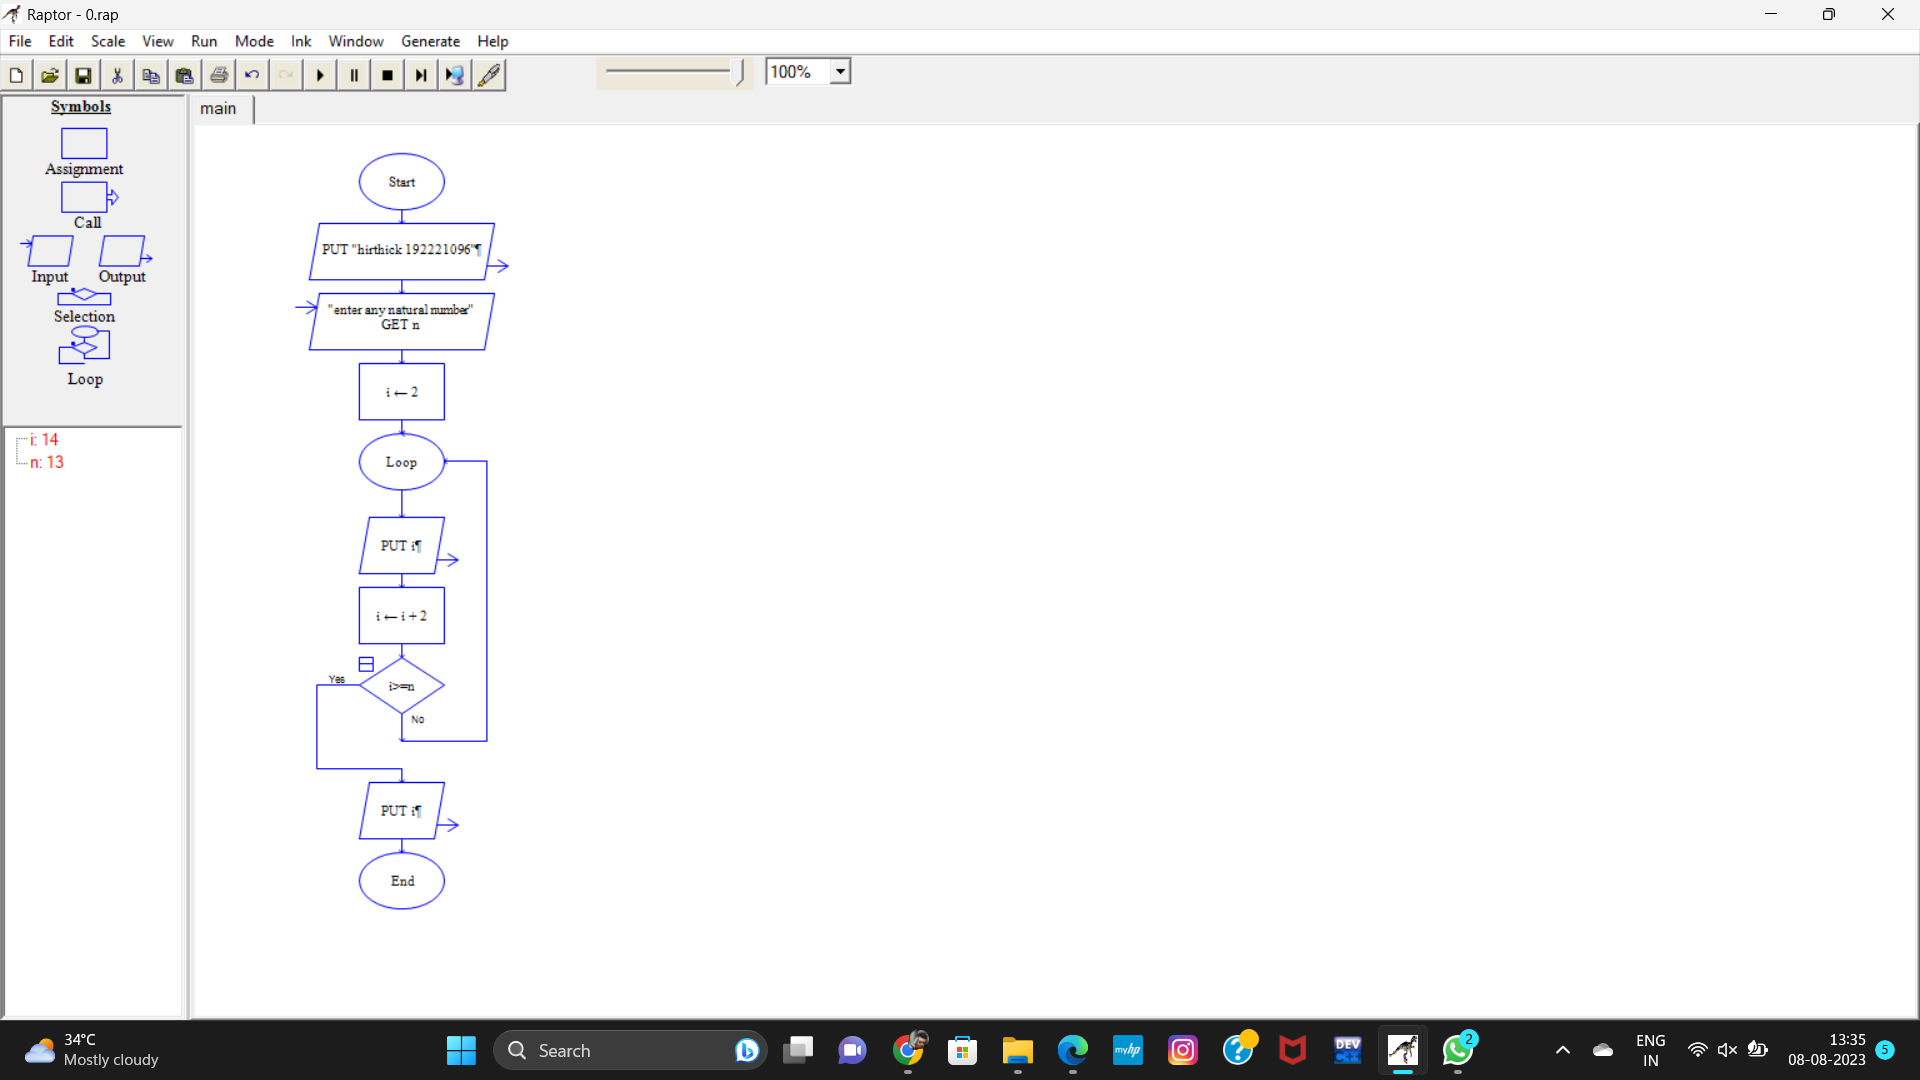 Raptor - 0.rap
File Edit Scale View Run Mode Ink Window Generate Help
100%
Symbols
main
Assignment
Call
Input Output
Selection
Loop
i: 14
n: 13
Start
PUT "hirthick 192221096"¶
"enter any natural number"
GET n
i ← 2
Loop
PUT i¶
i ← i + 2
Yes
i>=n
No
PUT i¶
End
34°C
Mostly cloudy
Search
myhp
DEV
C++
2
ENG
IN
13:35
08-08-2023
5